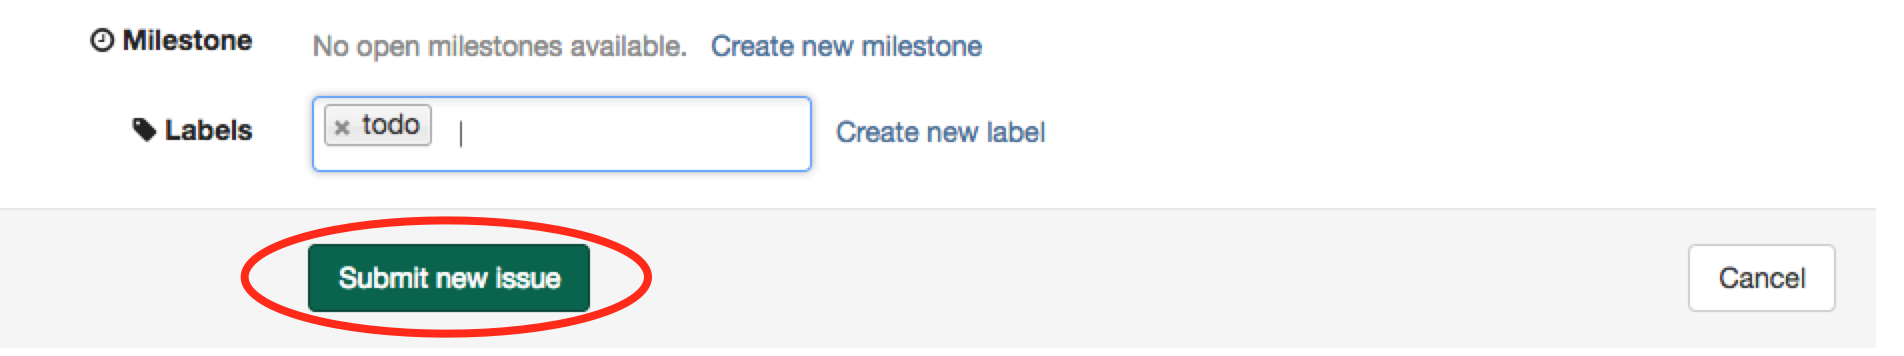 Milestone No open milestones available. Create new milestone
Labels × todo Create new label
Submit new issue Cancel